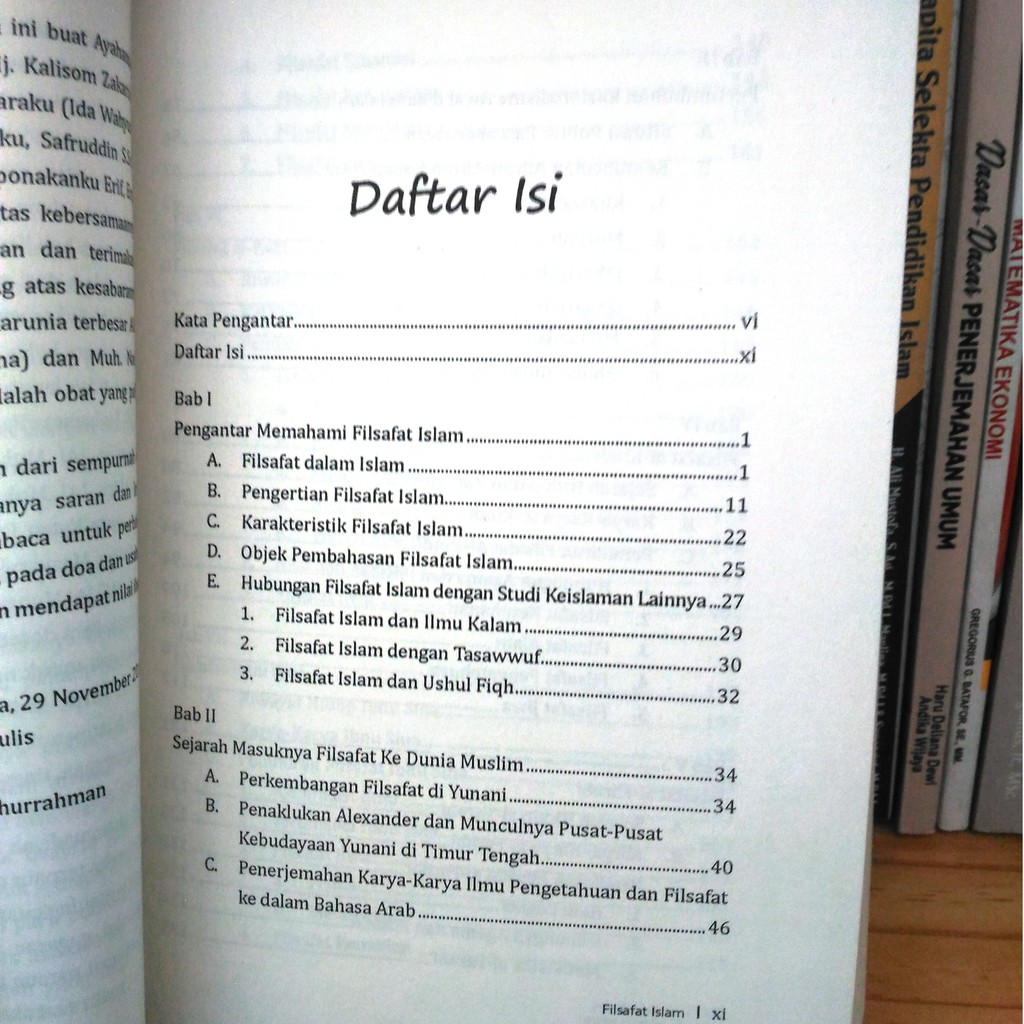 ini buat
j. Kalisom
araku (Ida
ku, Safruddin
ponakanku Erif,
tas
an dan
g atas
arunia terbesar
na) dan Muh.
alah obat yang
dari
anya saran dan
baca untuk
pada doa dan
n mendapat nilai
a, 29 November
ulis
hurrahman
Daftar Isi
Kata Pengantar vi
Daftar Isi xi
Bab I
Pengantar Memahami Filsafat Islam 1
A. Filsafat dalam Islam 1
B. Pengertian Filsafat Islam 11
C. Karakteristik Filsafat Islam 22
D. Objek Pembahasan Filsafat Islam 25
E. Hubungan Filsafat Islam dengan Studi Keislaman Lainnya 27
1. Filsafat Islam dan Ilmu Kalam 29
2. Filsafat Islam dengan Tasawwuf 30
3. Filsafat Islam dan Ushul Fiqh 32
Bab II
Sejarah Masuknya Filsafat Ke Dunia Muslim 34
A. Perkembangan Filsafat di Yunani 34
B. Penaklukan Alexander dan Munculnya Pusat-Pusat
Kebudayaan Yunani di Timur Tengah 40
C. Penerjemahan Karya-Karya Ilmu Pengetahuan dan Filsafat
ke dalam Bahasa Arab 46
Filsafat Islam | xi
apita Selekta Pendidikan Islam
Dasar-Dasar PENERJEMAHAN UMUM
Haru Deliana Dewi
Andika Wijaya
MATEMATIKA EKONOMI
GREGORIUS G. BATAFOR, SE, MM.